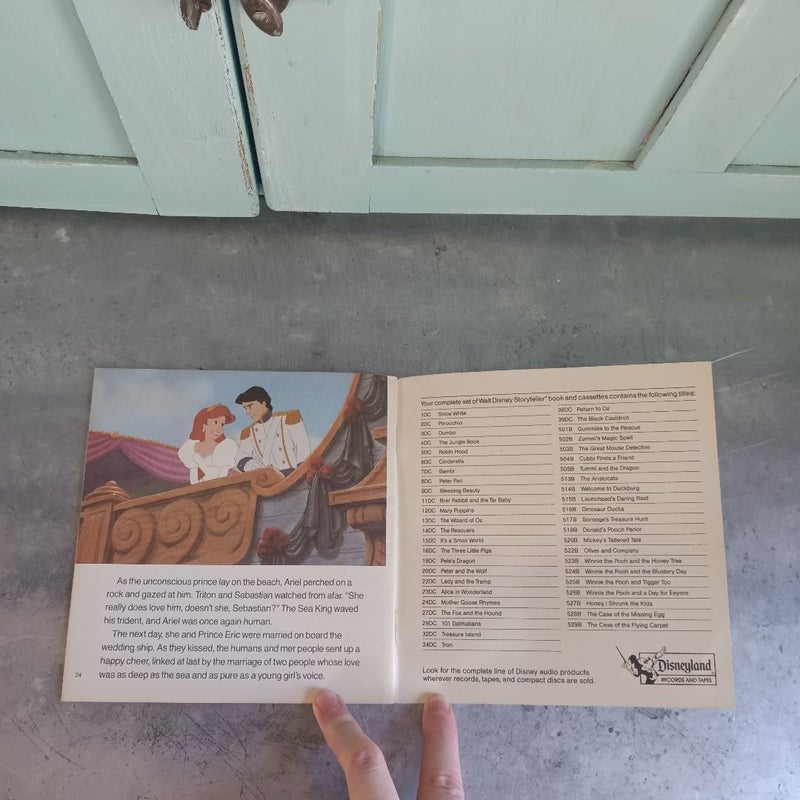 As the unconscious prince lay on the beach, Ariel perched on a
rock and gazed at him. Triton and Sebastian watched from afar. "She
really does love him, doesn't she, Sebastian?" The Sea King waved
his trident, and Ariel was once again human.
The next day, she and Prince Eric were married on board the
wedding ship. As they kissed, the humans and mer people sent up a
happy cheer, linked at last by the marriage of two people whose love
was as deep as the sea and as pure as a young girl's voice.
24
Your complete set of Walt Disney Storyteller® book and cassettes contains the following titles:
1DC Snow White
2DC Pinocchio
3DC Dumbo
4DC The Jungle Book
5DC Robin Hood
6DC Cinderella
7DC Bambi
8DC Peter Pan
9DC Sleeping Beauty
11DC Brer Rabbit and the Tar Baby
12DC Mary Poppins
13DC The Wizard of Oz
14DC The Rescuers
15DC It's a Small World
16DC The Three Little Pigs
19DC Pete's Dragon
20DC Peter and the Wolf
22DC Lady and the Tramp
23DC Alice in Wonderland
24DC Mother Goose Rhymes
27DC The Fox and the Hound
29DC 101 Dalmatians
32DC Treasure Island
34DC Tron
38DC Return to Oz
39DC The Black Cauldron
501B Gummies to the Rescue
502B Zummi's Magic Spell
503B The Great Mouse Detective
504B Cubbi Finds a Friend
505B Tummi and the Dragon
513B The Aristocats
514B Welcome to Duckburg
515B Launchpad's Daring Raid
516B Dinosaur Ducks
517B Scrooge's Treasure Hunt
519B Donald's Pooch Parlor
520B Mickey's Tattered Tale
522B Oliver and Company
523B Winnie the Pooh and the Honey Tree
524B Winnie the Pooh and the Blustery Day
525B Winnie the Pooh and Tigger Too
526B Winnie the Pooh and a Day for Eeyore
527B Honey, I Shrunk the Kids
528B The Case of the Missing Egg
529B The Case of the Flying Carpet
Look for the complete line of Disney audio products
wherever records, tapes, and compact discs are sold.
Disneyland
RECORDS AND TAPES